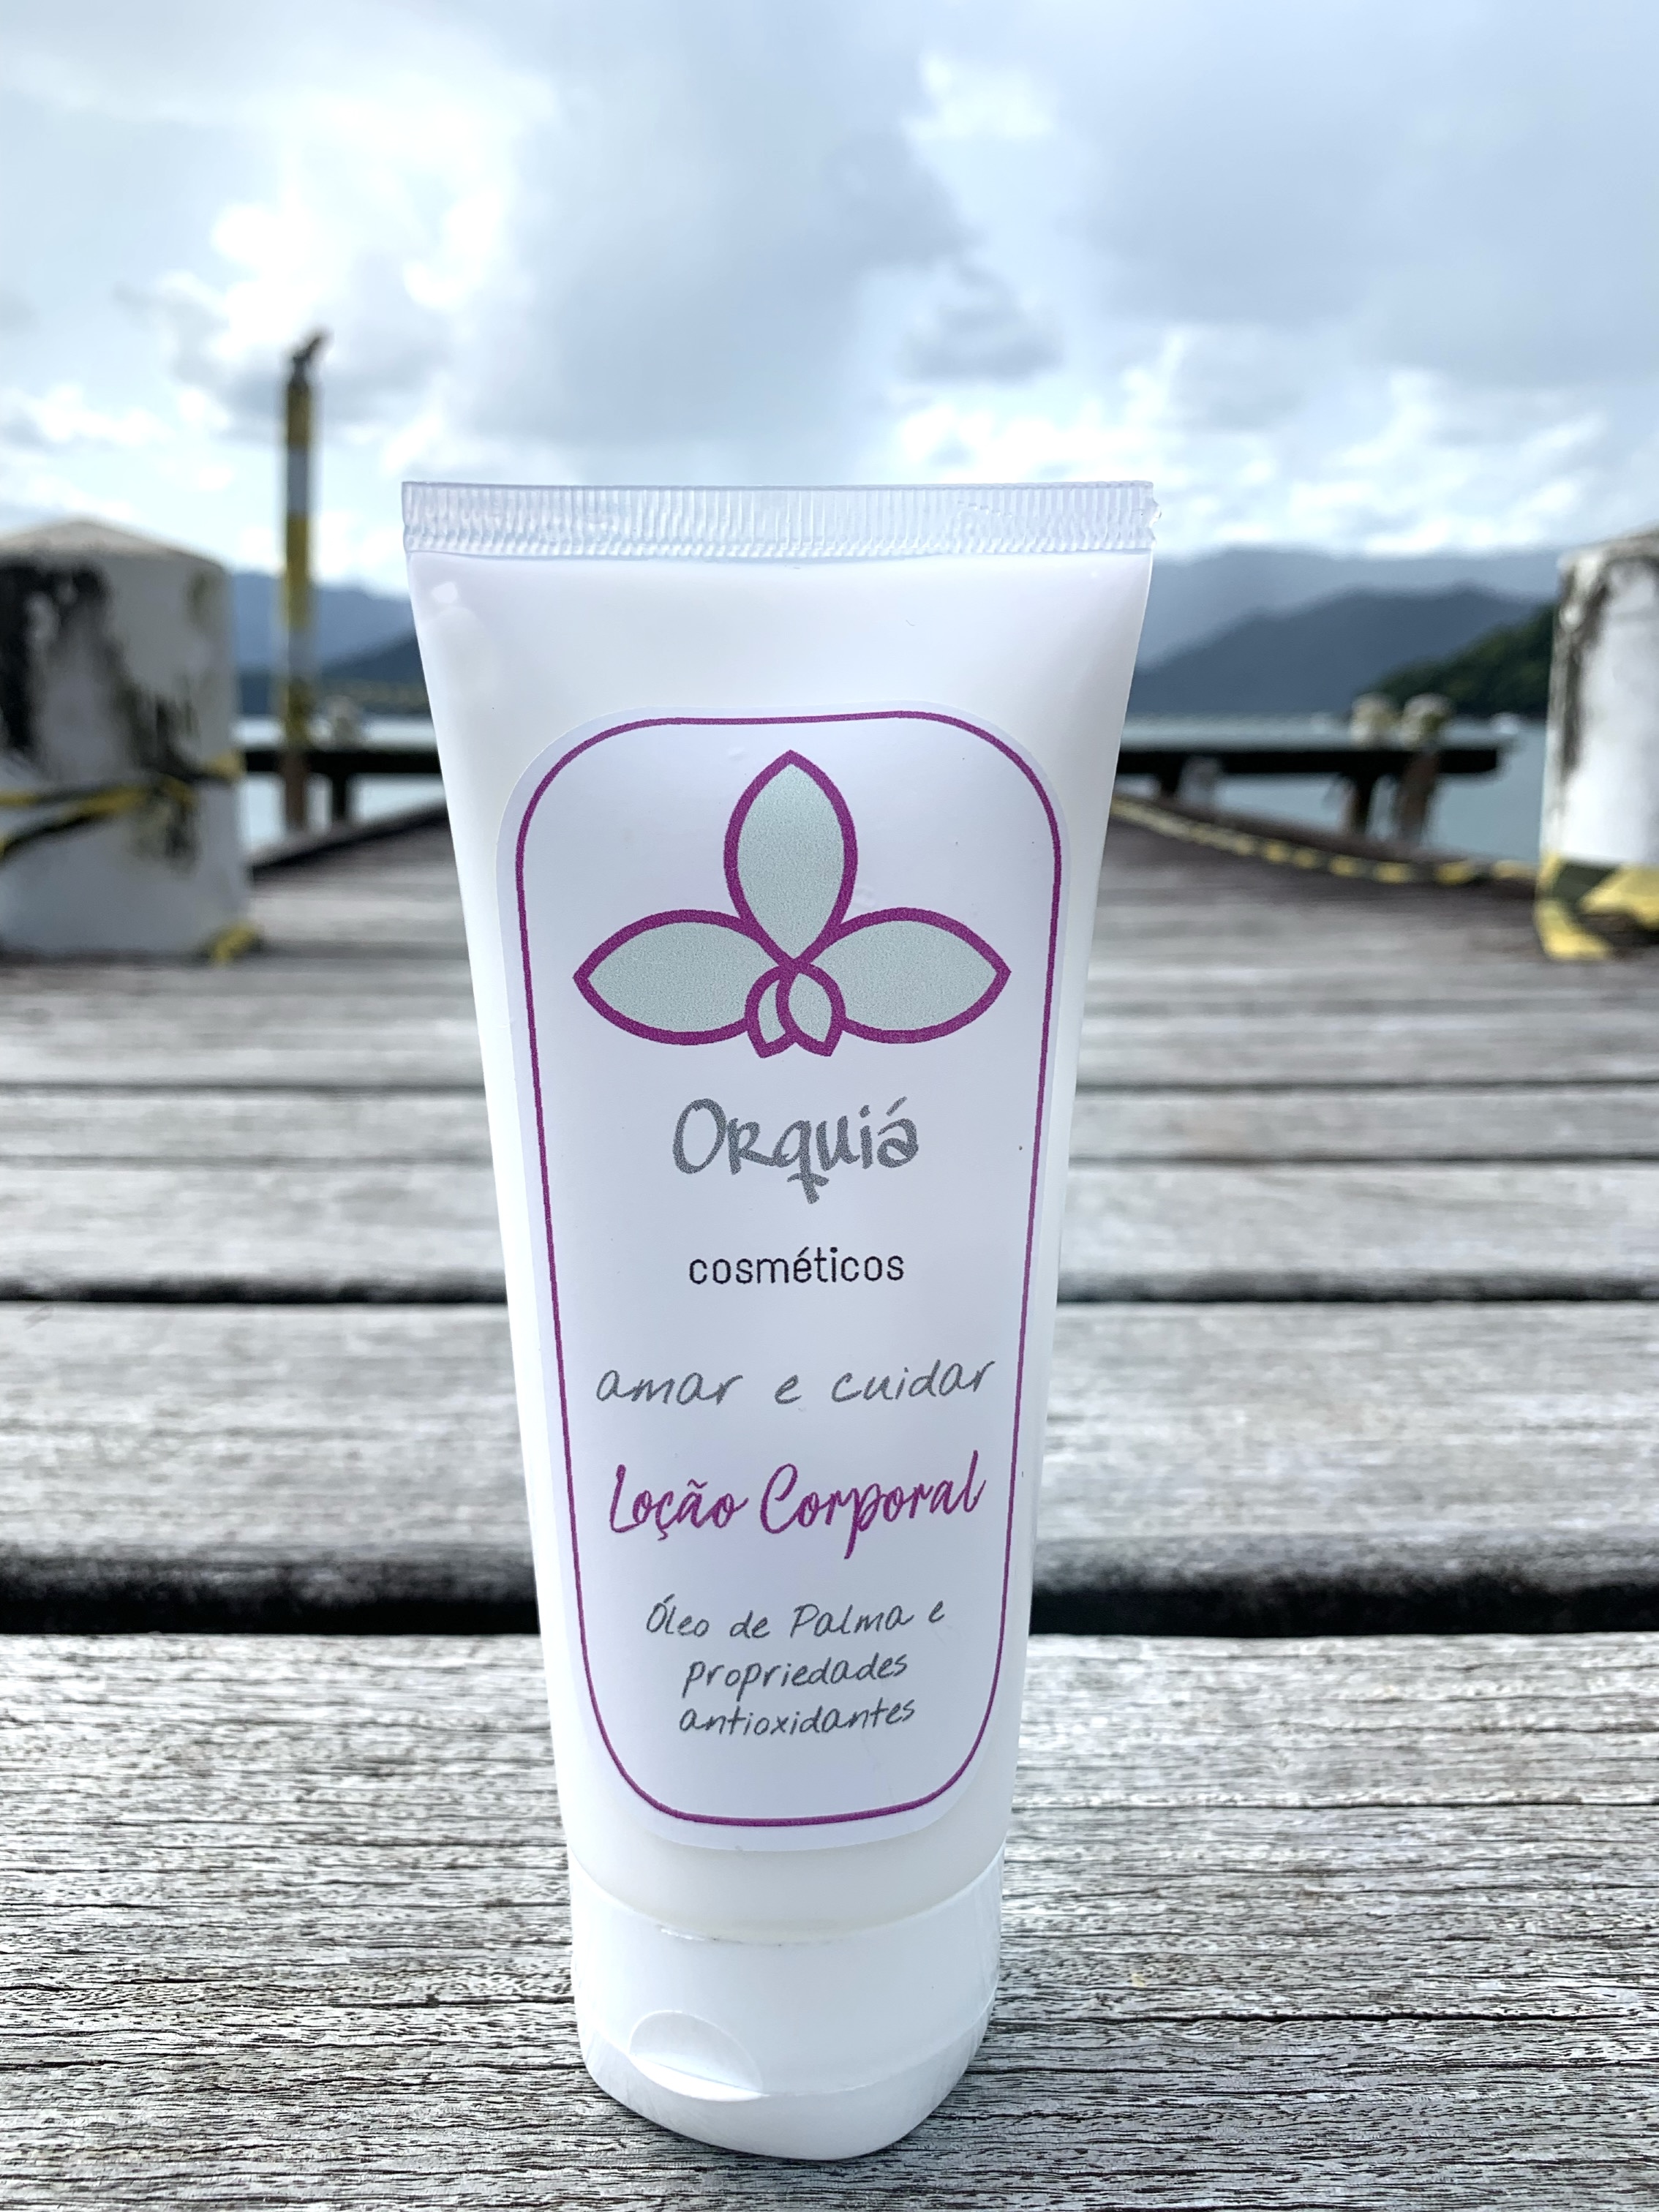 Orquiá
cosméticos
amar e cuidar
Loção Corporal
Óleo de Palma e
propriedades
antioxidantes